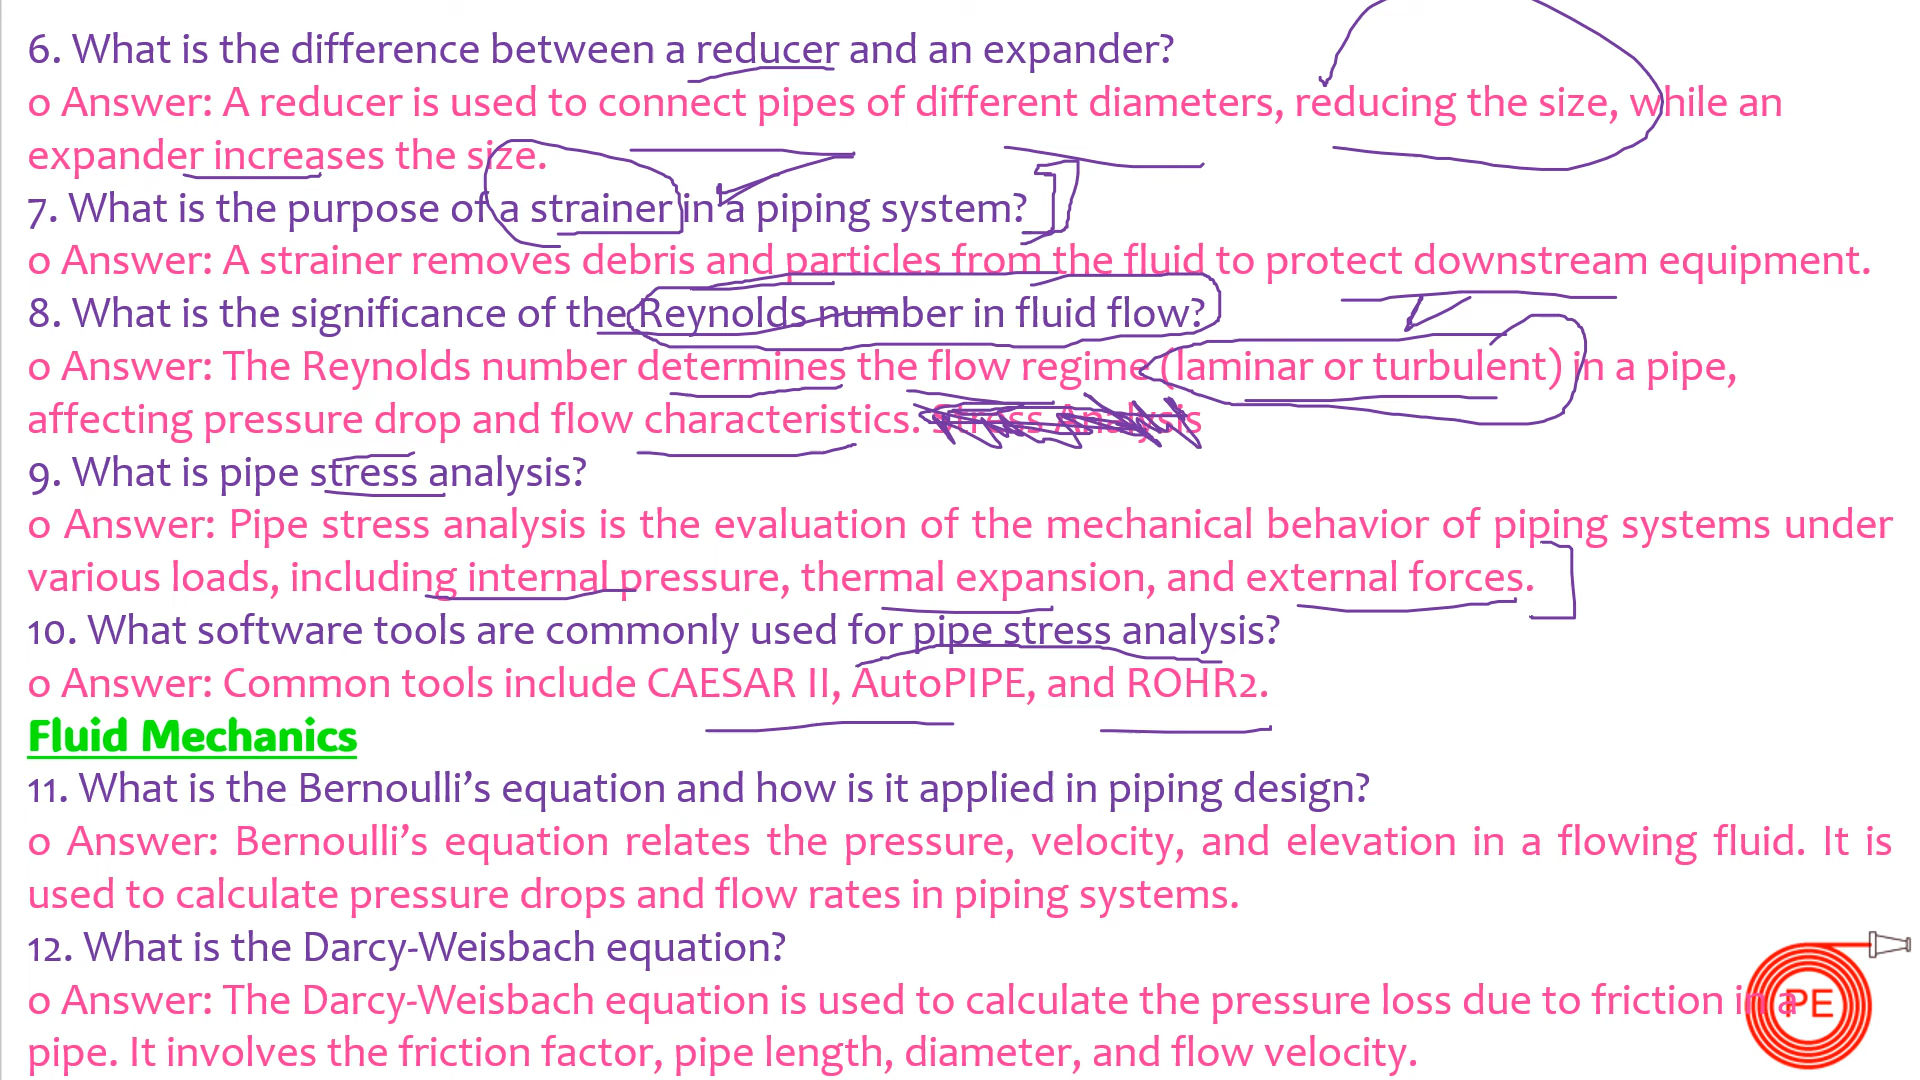 6. What is the difference between a reducer and an expander?
o Answer: A reducer is used to connect pipes of different diameters, reducing the size, while an
expander increases the size.
7. What is the purpose of a strainer in a piping system?
o Answer: A strainer removes debris and particles from the fluid to protect downstream equipment.
8. What is the significance of the Reynolds number in fluid flow?
o Answer: The Reynolds number determines the flow regime (laminar or turbulent) in a pipe,
affecting pressure drop and flow characteristics. Stress Analysis
9. What is pipe stress analysis?
o Answer: Pipe stress analysis is the evaluation of the mechanical behavior of piping systems under
various loads, including internal pressure, thermal expansion, and external forces.
10. What software tools are commonly used for pipe stress analysis?
o Answer: Common tools include CAESAR II, AutoPIPE, and ROHR2.
Fluid Mechanics
11. What is the Bernoulli’s equation and how is it applied in piping design?
o Answer: Bernoulli’s equation relates the pressure, velocity, and elevation in a flowing fluid. It is
used to calculate pressure drops and flow rates in piping systems.
12. What is the Darcy-Weisbach equation?
o Answer: The Darcy-Weisbach equation is used to calculate the pressure loss due to friction in a
pipe. It involves the friction factor, pipe length, diameter, and flow velocity.
PE